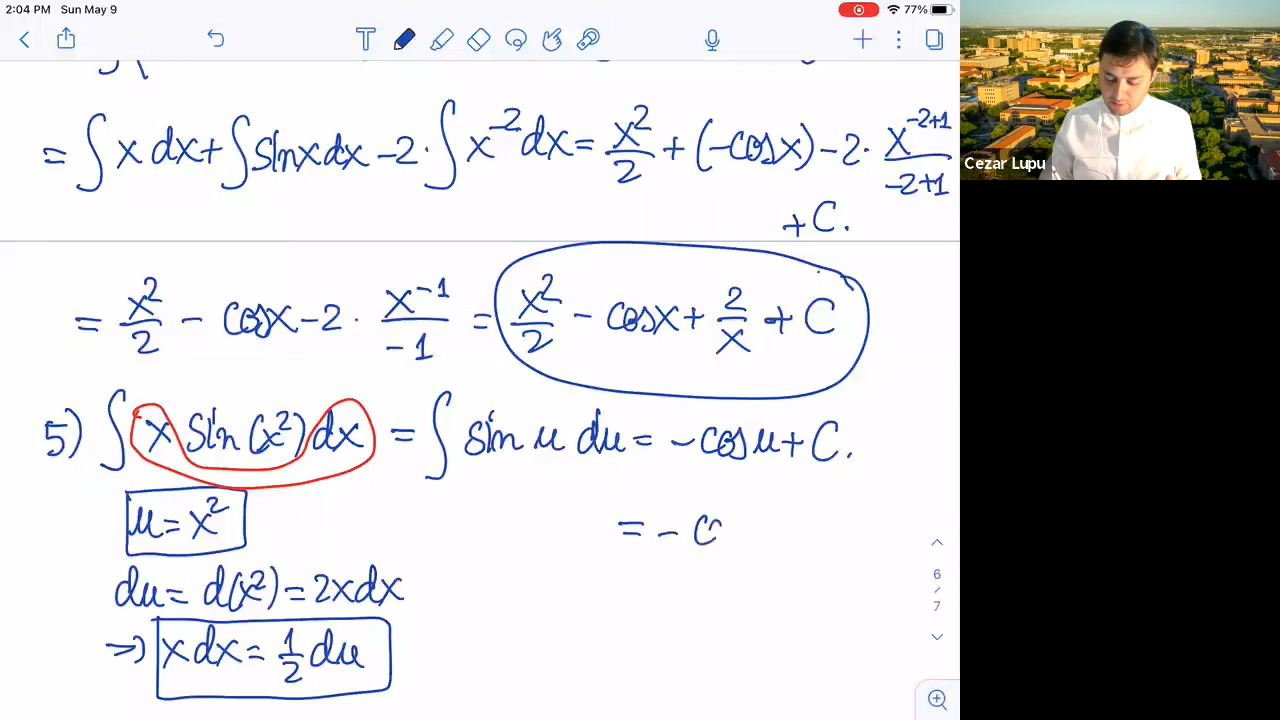 2:04 PM Sun May 9 77%
= ∫ x dx + ∫ sin x dx − 2 · ∫ x^{-2} dx = x^2/2 + (−cos x) − 2 · x^{-2+1}/(-2+1)
Cezar Lupu
+ C.
= x^2/2 − cos x − 2 · x^{-1}/(-1) = x^2/2 − cos x + 2/x + C
5) ∫ x sin(x^2) dx = ∫ sin u du = − cos u + C.
u = x^2
= − co
du = d(x^2) = 2x dx
6
/
7
⇒ x dx = 1/2 du